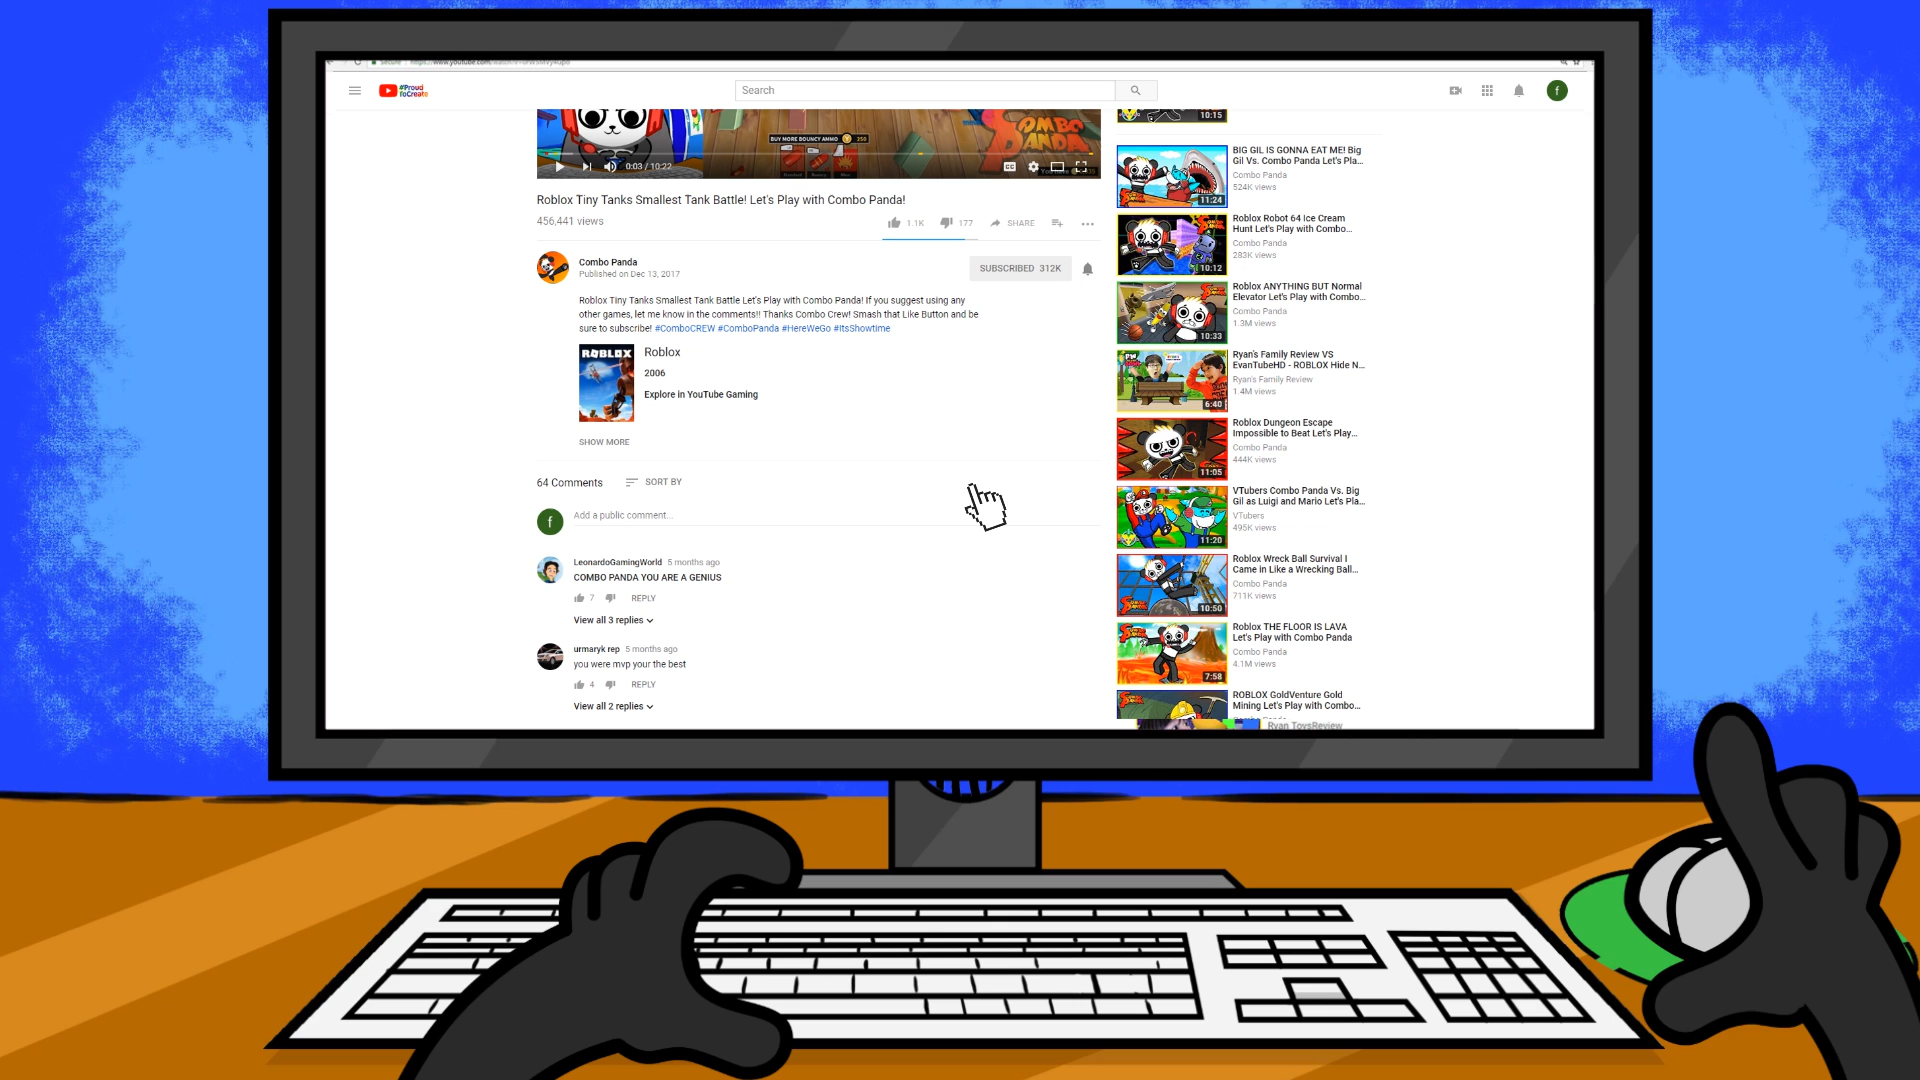 #Proud
ToCreate
Search
f
10:15
BUY MORE BOUNCY AMMO 250
COMBO
PANDA
0:03 / 10:22
CC
Roblox Tiny Tanks Smallest Tank Battle! Let's Play with Combo Panda!
456,441 views
1.1K 177 SHARE
Combo Panda
Published on Dec 13, 2017
SUBSCRIBED 312K
Roblox Tiny Tanks Smallest Tank Battle Let's Play with Combo Panda! If you suggest using any
other games, let me know in the comments!! Thanks Combo Crew! Smash that Like Button and be
sure to subscribe! #ComboCREW #ComboPanda #HereWeGo #ItsShowtime
ROBLOX
Roblox
2006
Explore in YouTube Gaming
SHOW MORE
64 Comments SORT BY
f
Add a public comment...
LeonardoGamingWorld 5 months ago
COMBO PANDA YOU ARE A GENIUS
7 REPLY
View all 3 replies
urmaryk rep 5 months ago
you were mvp your the best
4 REPLY
View all 2 replies
BIG GIL IS GONNA EAT ME! Big
Gil Vs. Combo Panda Let's Pla...
Combo Panda
524K views
11:24
Roblox Robot 64 Ice Cream
Hunt Let's Play with Combo...
Combo Panda
283K views
10:12
Roblox ANYTHING BUT Normal
Elevator Let's Play with Combo...
Combo Panda
1.3M views
10:33
Ryan's Family Review VS
EvanTubeHD - ROBLOX Hide N...
Ryan's Family Review
1.4M views
6:40
Roblox Dungeon Escape
Impossible to Beat Let's Play...
Combo Panda
444K views
11:05
VTubers Combo Panda Vs. Big
Gil as Luigi and Mario Let's Pla...
VTubers
495K views
11:20
Roblox Wreck Ball Survival I
Came in Like a Wrecking Ball...
Combo Panda
711K views
10:50
Roblox THE FLOOR IS LAVA
Let's Play with Combo Panda
Combo Panda
4.1M views
7:58
ROBLOX GoldVenture Gold
Mining Let's Play with Combo...
Ryan ToysReview